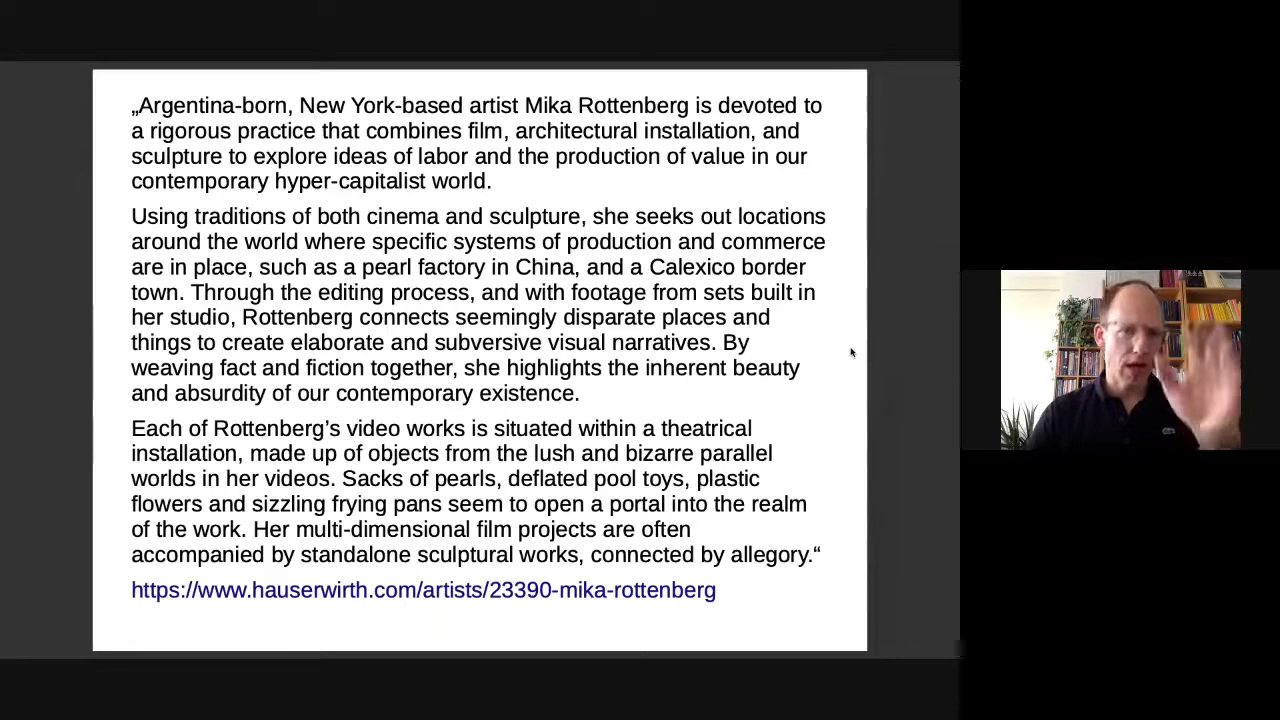 „Argentina-born, New York-based artist Mika Rottenberg is devoted to
a rigorous practice that combines film, architectural installation, and
sculpture to explore ideas of labor and the production of value in our
contemporary hyper-capitalist world.
Using traditions of both cinema and sculpture, she seeks out locations
around the world where specific systems of production and commerce
are in place, such as a pearl factory in China, and a Calexico border
town. Through the editing process, and with footage from sets built in
her studio, Rottenberg connects seemingly disparate places and
things to create elaborate and subversive visual narratives. By
weaving fact and fiction together, she highlights the inherent beauty
and absurdity of our contemporary existence.
Each of Rottenberg’s video works is situated within a theatrical
installation, made up of objects from the lush and bizarre parallel
worlds in her videos. Sacks of pearls, deflated pool toys, plastic
flowers and sizzling frying pans seem to open a portal into the realm
of the work. Her multi-dimensional film projects are often
accompanied by standalone sculptural works, connected by allegory.“
https://www.hauserwirth.com/artists/23390-mika-rottenberg